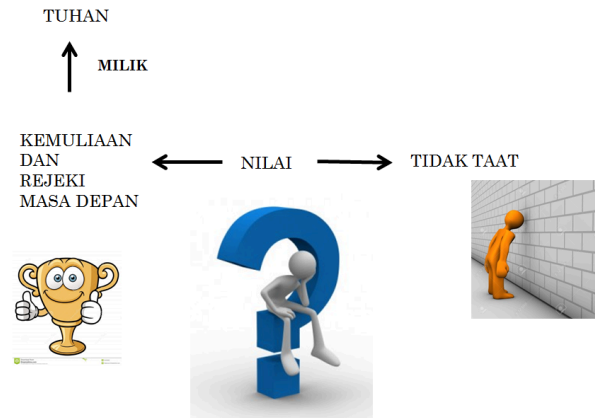 TUHAN
MILIK
KEMULIAAN
DAN
REJEKI
MASA DEPAN
NILAI
TIDAK TAAT